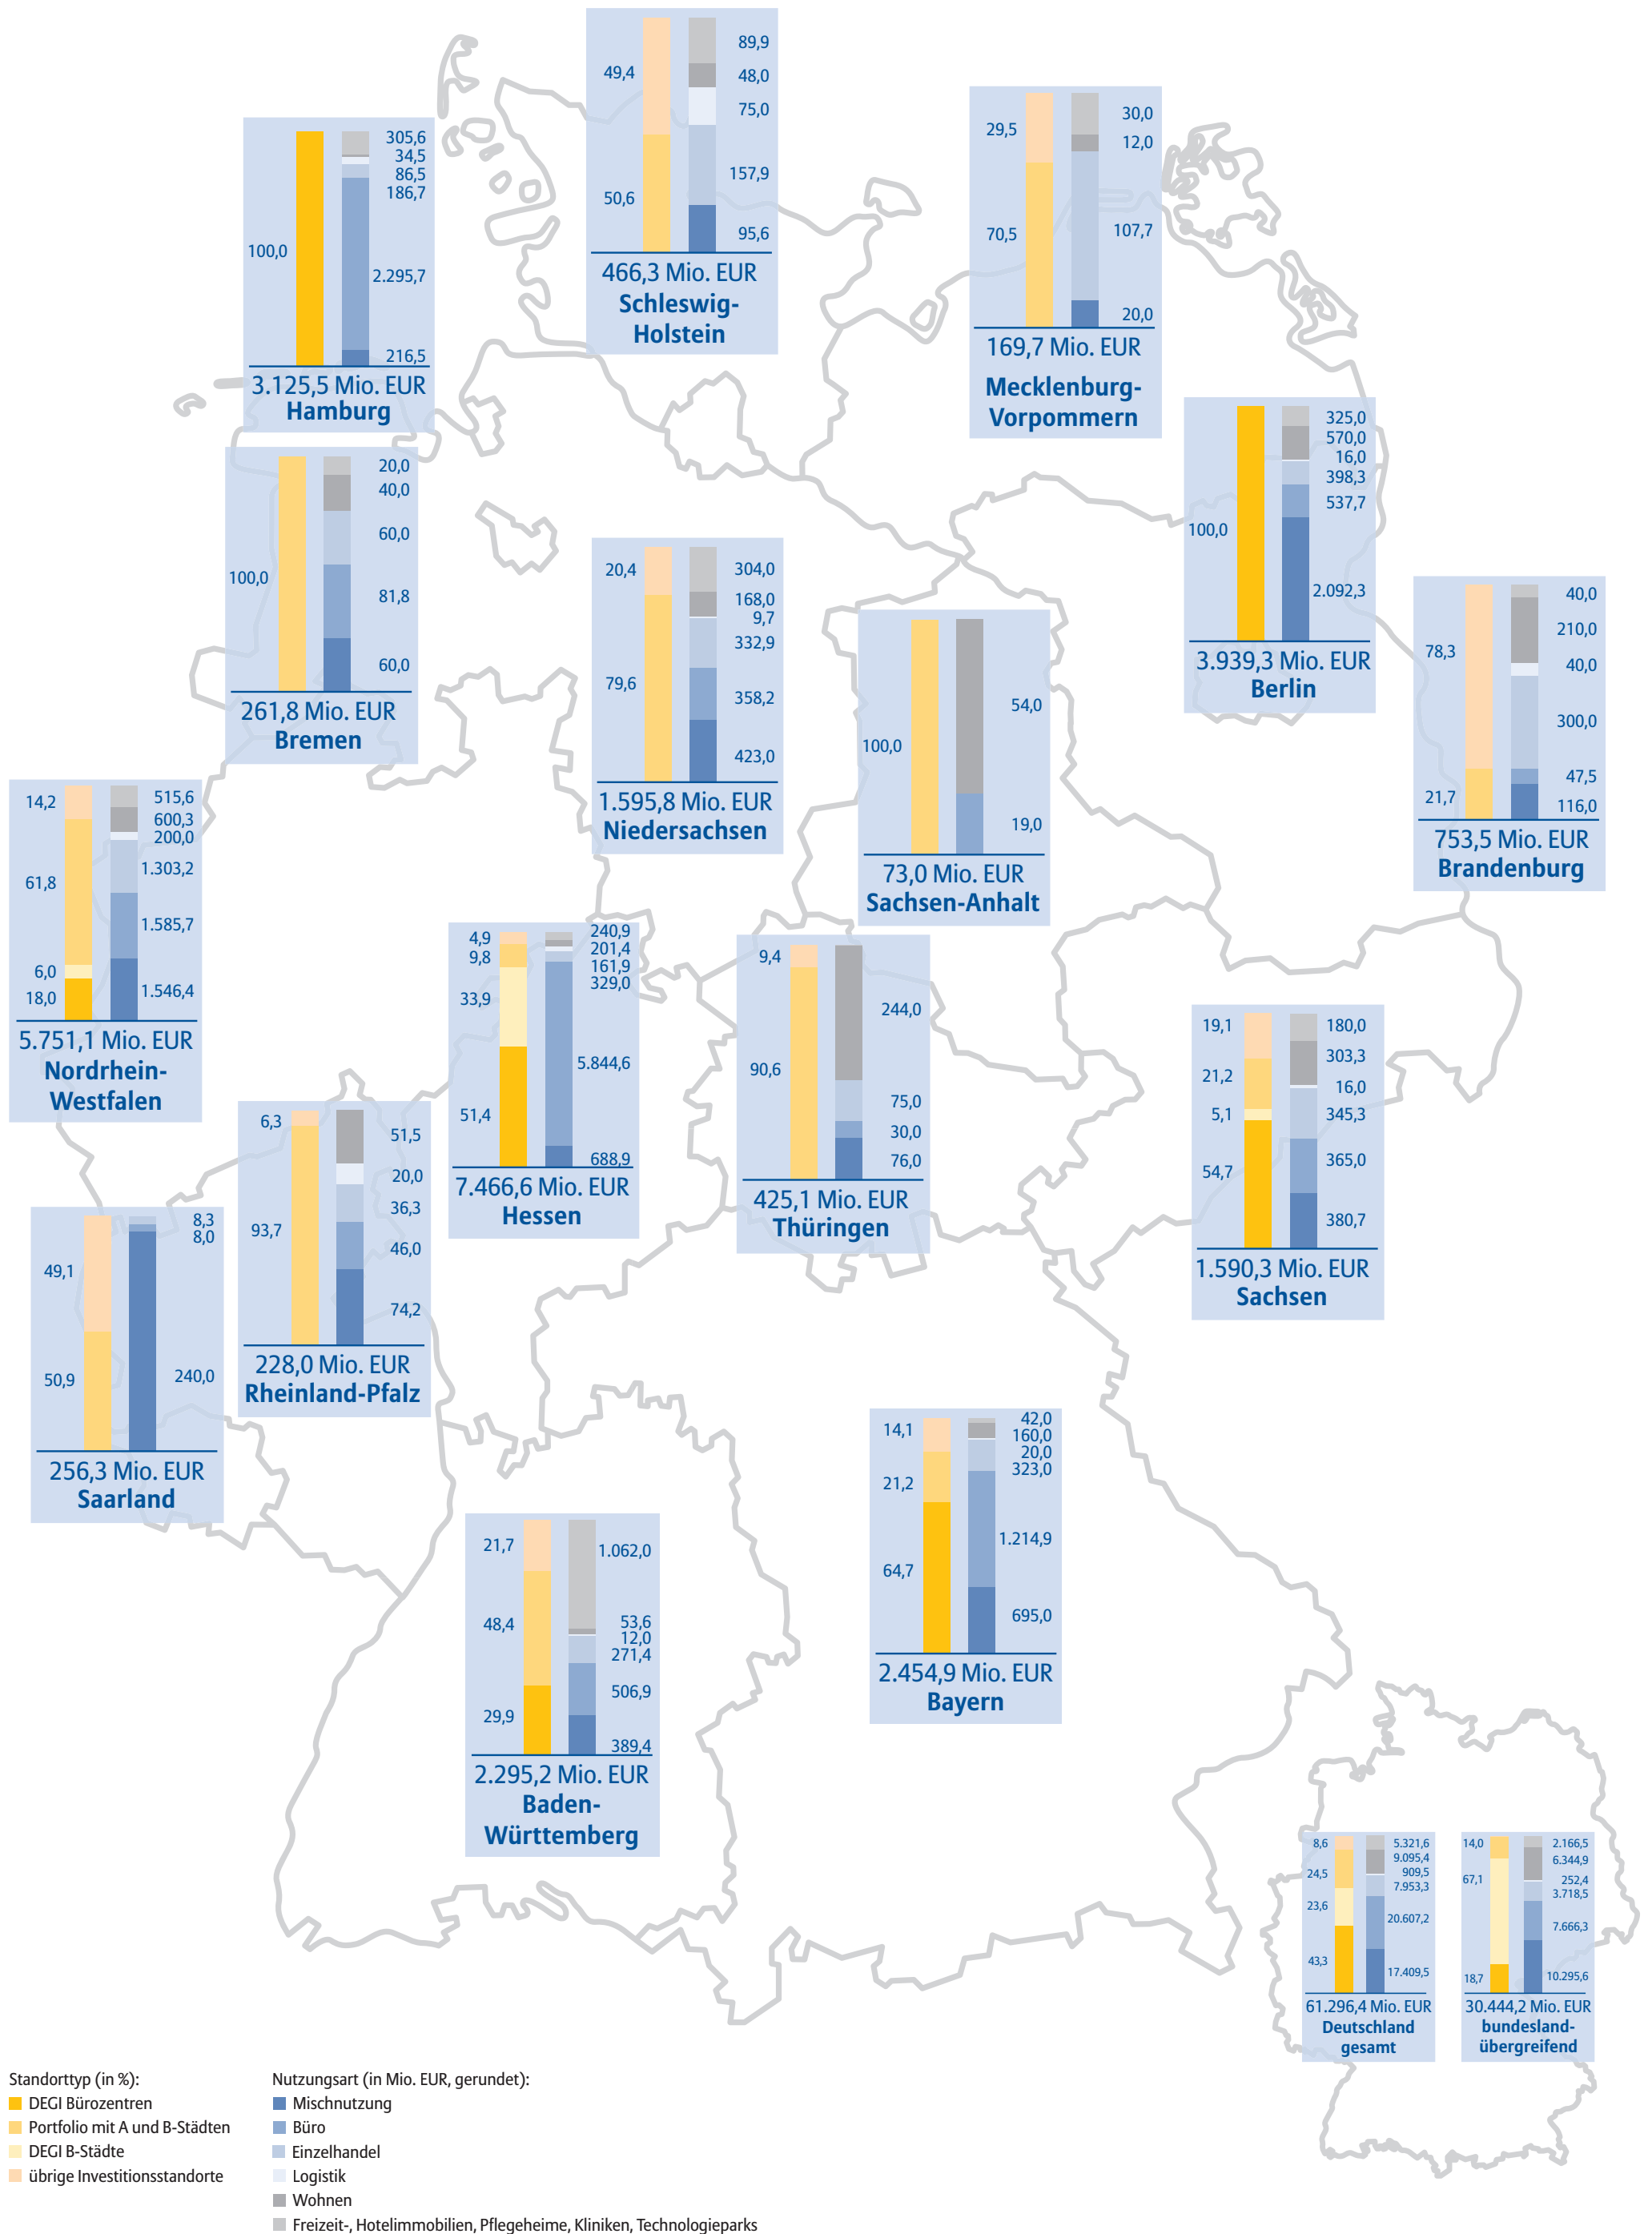 49,4
50,6
89,9
48,0
75,0
157,9
95,6
466,3 Mio. EUR
Schleswig-
Holstein
29,5
70,5
30,0
12,0
107,7
20,0
169,7 Mio. EUR
Mecklenburg-
Vorpommern
100,0
305,6
34,5
86,5
186,7
2.295,7
216,5
3.125,5 Mio. EUR
Hamburg
100,0
325,0
570,0
16,0
398,3
537,7
2.092,3
3.939,3 Mio. EUR
Berlin
100,0
20,0
40,0
60,0
81,8
60,0
261,8 Mio. EUR
Bremen
20,4
79,6
304,0
168,0
9,7
332,9
358,2
423,0
1.595,8 Mio. EUR
Niedersachsen
100,0
54,0
19,0
73,0 Mio. EUR
Sachsen-Anhalt
78,3
21,7
40,0
210,0
40,0
300,0
47,5
116,0
753,5 Mio. EUR
Brandenburg
14,2
61,8
6,0
18,0
515,6
600,3
200,0
1.303,2
1.585,7
1.546,4
5.751,1 Mio. EUR
Nordrhein-
Westfalen
4,9
9,8
33,9
51,4
240,9
201,4
161,9
329,0
5.844,6
688,9
7.466,6 Mio. EUR
Hessen
9,4
90,6
244,0
75,0
30,0
76,0
425,1 Mio. EUR
Thüringen
19,1
21,2
5,1
54,7
180,0
303,3
16,0
345,3
365,0
380,7
1.590,3 Mio. EUR
Sachsen
6,3
93,7
51,5
20,0
36,3
46,0
74,2
228,0 Mio. EUR
Rheinland-Pfalz
49,1
50,9
8,3
8,0
240,0
256,3 Mio. EUR
Saarland
14,1
21,2
64,7
42,0
160,0
20,0
323,0
1.214,9
695,0
2.454,9 Mio. EUR
Bayern
21,7
48,4
29,9
1.062,0
53,6
12,0
271,4
506,9
389,4
2.295,2 Mio. EUR
Baden-
Württemberg
8,6
24,5
23,6
43,3
5.321,6
9.095,4
909,5
7.953,3
20.607,2
17.409,5
61.296,4 Mio. EUR
Deutschland
gesamt
14,0
67,1
18,7
2.166,5
6.344,9
252,4
3.718,5
7.666,3
10.295,6
30.444,2 Mio. EUR
bundesland-
übergreifend
Standorttyp (in %):
DEGI Bürozentren
Portfolio mit A und B-Städten
DEGI B-Städte
übrige Investitionsstandorte
Nutzungsart (in Mio. EUR, gerundet):
Mischnutzung
Büro
Einzelhandel
Logistik
Wohnen
Freizeit-, Hotelimmobilien, Pflegeheime, Kliniken, Technologieparks